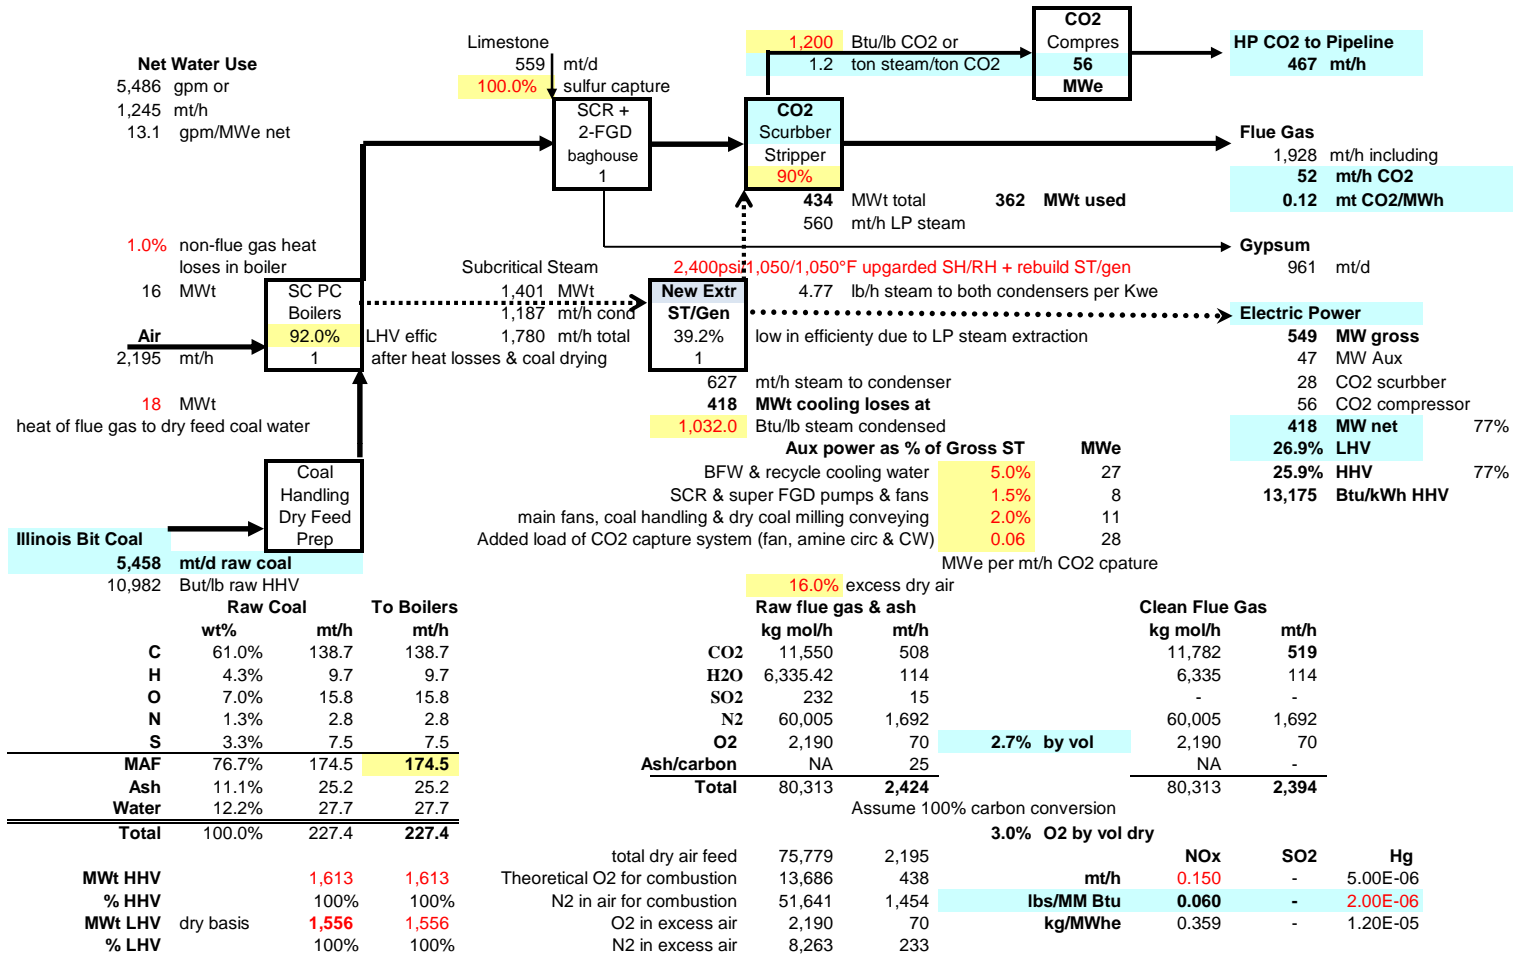 CO2
Limestone 1,200 Btu/lb CO2 or Compres HP CO2 to Pipeline
Net Water Use 559 mt/d 1.2 ton steam/ton CO2 56 467 mt/h
5,486 gpm or 100.0% sulfur capture MWe
1,245 mt/h SCR + CO2
13.1 gpm/MWe net 2-FGD Scurbber Flue Gas
baghouse Stripper 1,928 mt/h including
1 90% 52 mt/h CO2
434 MWt total 362 MWt used 0.12 mt CO2/MWh
560 mt/h LP steam
1.0% non-flue gas heat Gypsum
loses in boiler Subcritical Steam 2,400psi/1,050/1,050°F upgarded SH/RH + rebuild ST/gen 961 mt/d
16 MWt SC PC 1,401 MWt New Extr 4.77 lb/h steam to both condensers per Kwe
Boilers 1,187 mt/h cond ST/Gen Electric Power
Air 92.0% LHV effic 1,780 mt/h total 39.2% low in efficienty due to LP steam extraction 549 MW gross
2,195 mt/h 1 after heat losses & coal drying 1 47 MW Aux
627 mt/h steam to condenser 28 CO2 scurbber
18 MWt 418 MWt cooling loses at 56 CO2 compressor
heat of flue gas to dry feed coal water 1,032.0 Btu/lb steam condensed 418 MW net 77%
Aux power as % of Gross ST MWe 26.9% LHV
Coal BFW & recycle cooling water 5.0% 27 25.9% HHV 77%
Handling SCR & super FGD pumps & fans 1.5% 8 13,175 Btu/kWh HHV
Dry Feed main fans, coal handling & dry coal milling conveying 2.0% 11
Illinois Bit Coal Prep Added load of CO2 capture system (fan, amine circ & CW) 0.06 28
5,458 mt/d raw coal MWe per mt/h CO2 cpature
10,982 But/lb raw HHV 16.0% excess dry air
Raw Coal To Boilers Raw flue gas & ash Clean Flue Gas
wt% mt/h mt/h kg mol/h mt/h kg mol/h mt/h
C 61.0% 138.7 138.7 CO2 11,550 508 11,782 519
H 4.3% 9.7 9.7 H2O 6,335.42 114 6,335 114
O 7.0% 15.8 15.8 SO2 232 15 - -
N 1.3% 2.8 2.8 N2 60,005 1,692 60,005 1,692
S 3.3% 7.5 7.5 O2 2,190 70 2.7% by vol 2,190 70
MAF 76.7% 174.5 174.5 Ash/carbon NA 25 NA -
Ash 11.1% 25.2 25.2 Total 80,313 2,424 80,313 2,394
Water 12.2% 27.7 27.7 Assume 100% carbon conversion
Total 100.0% 227.4 227.4 3.0% O2 by vol dry
total dry air feed 75,779 2,195 NOx SO2 Hg
MWt HHV 1,613 1,613 Theoretical O2 for combustion 13,686 438 mt/h 0.150 - 5.00E-06
% HHV 100% 100% N2 in air for combustion 51,641 1,454 lbs/MM Btu 0.060 - 2.00E-06
MWt LHV dry basis 1,556 1,556 O2 in excess air 2,190 70 kg/MWhe 0.359 - 1.20E-05
% LHV 100% 100% N2 in excess air 8,263 233